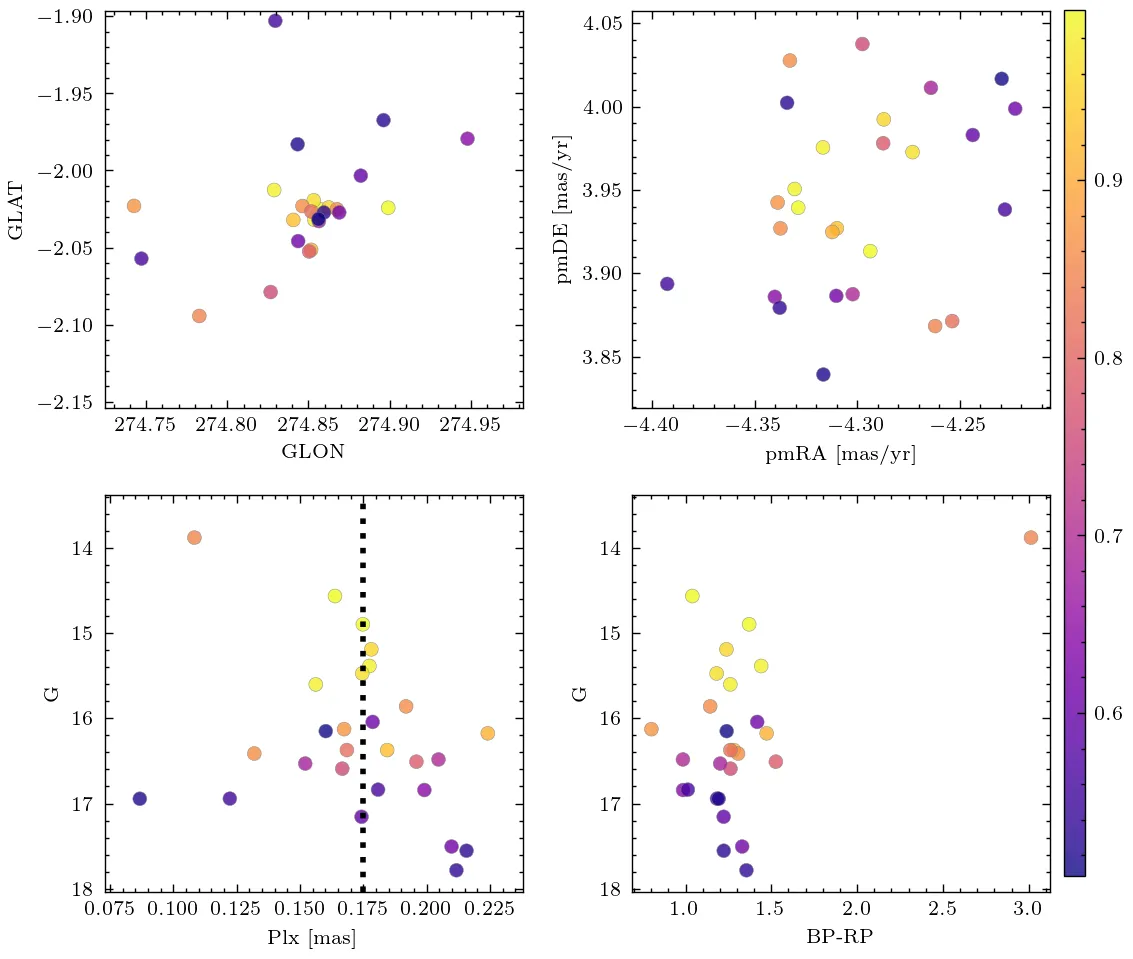 −1.90
−1.95
−2.00
−2.05
−2.10
−2.15
GLAT
274.75 274.80 274.85 274.90 274.95
GLON
4.05
4.00
3.95
3.90
3.85
pmDE [mas/yr]
−4.40 −4.35 −4.30 −4.25
pmRA [mas/yr]
0.9
0.8
0.7
0.6
14
15
16
17
18
G
0.075 0.100 0.125 0.150 0.175 0.200 0.225
Plx [mas]
14
15
16
17
18
G
1.0 1.5 2.0 2.5 3.0
BP-RP